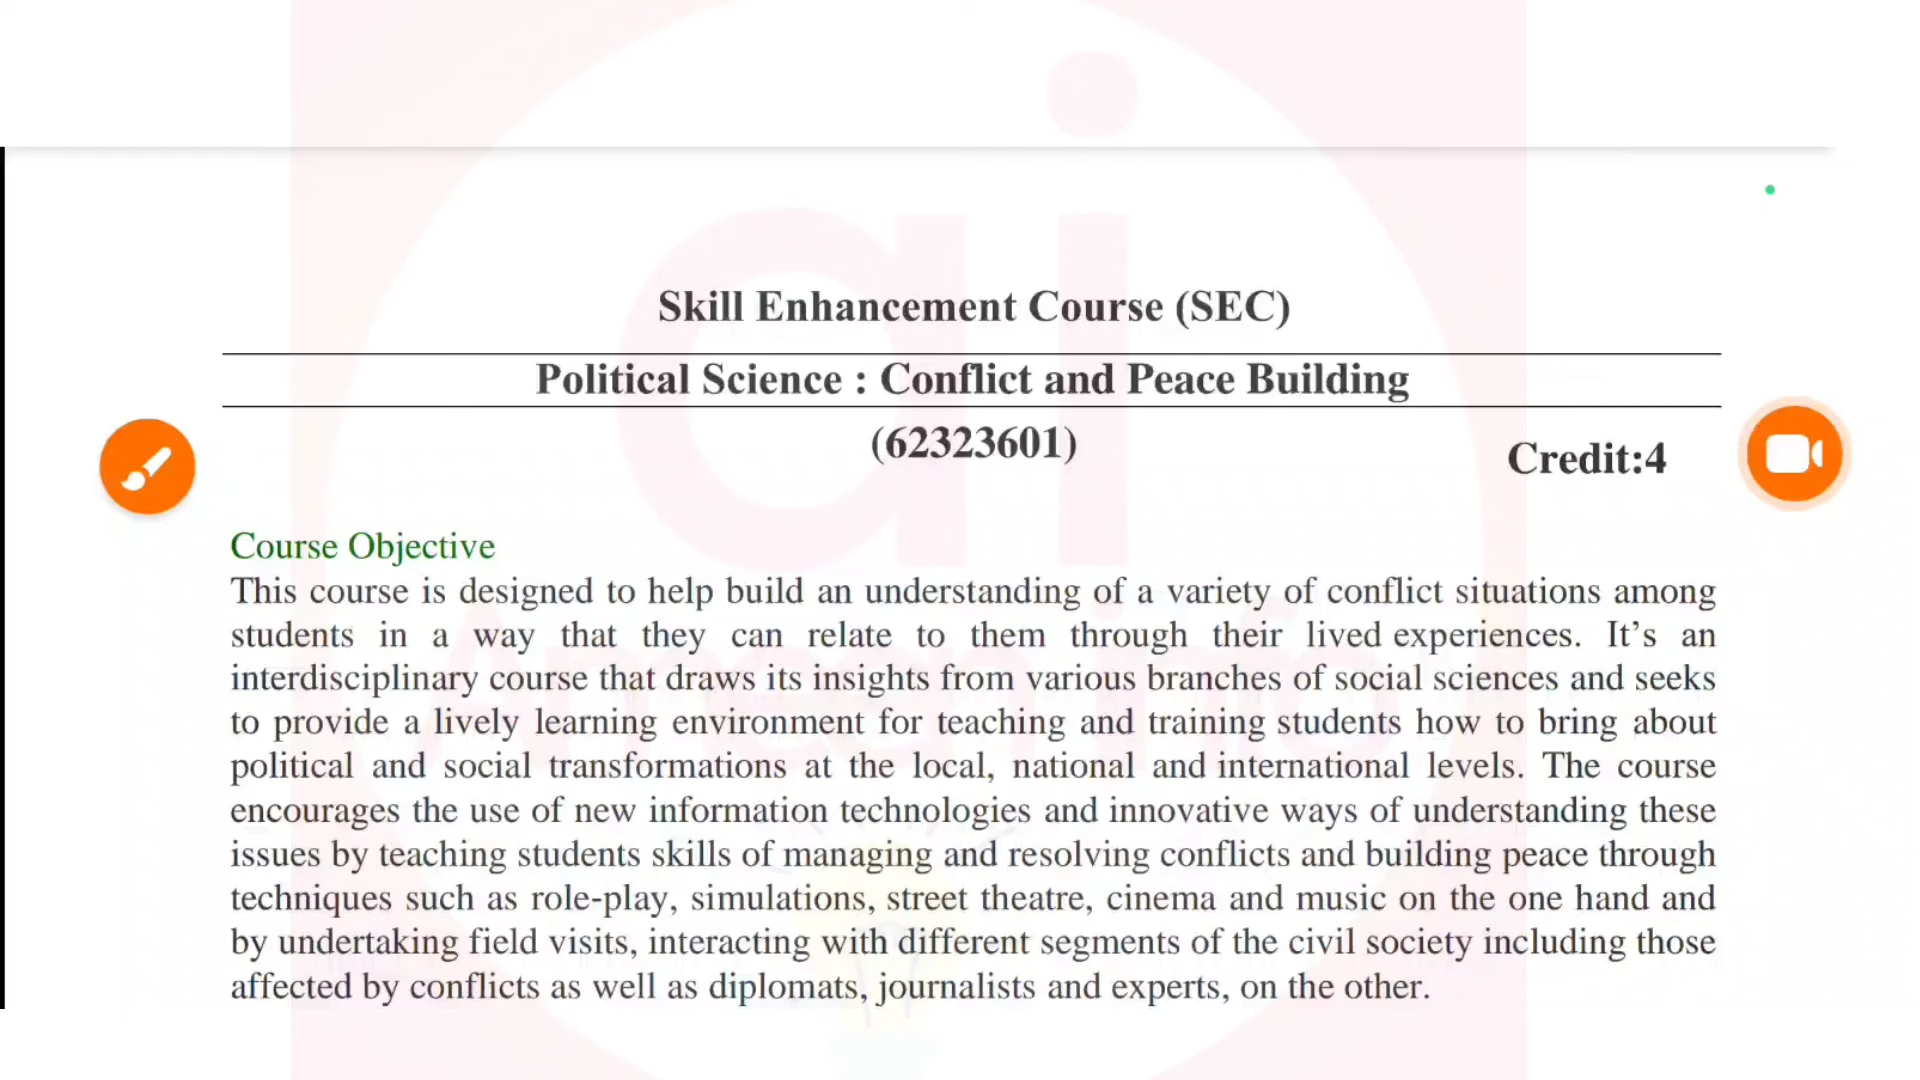 Skill Enhancement Course (SEC)
Political Science : Conflict and Peace Building
(62323601)
Credit:4
Course Objective
This course is designed to help build an understanding of a variety of conflict situations among
students in a way that they can relate to them through their lived experiences. It’s an
interdisciplinary course that draws its insights from various branches of social sciences and seeks
to provide a lively learning environment for teaching and training students how to bring about
political and social transformations at the local, national and international levels. The course
encourages the use of new information technologies and innovative ways of understanding these
issues by teaching students skills of managing and resolving conflicts and building peace through
techniques such as role-play, simulations, street theatre, cinema and music on the one hand and
by undertaking field visits, interacting with different segments of the civil society including those
affected by conflicts as well as diplomats, journalists and experts, on the other.
ai